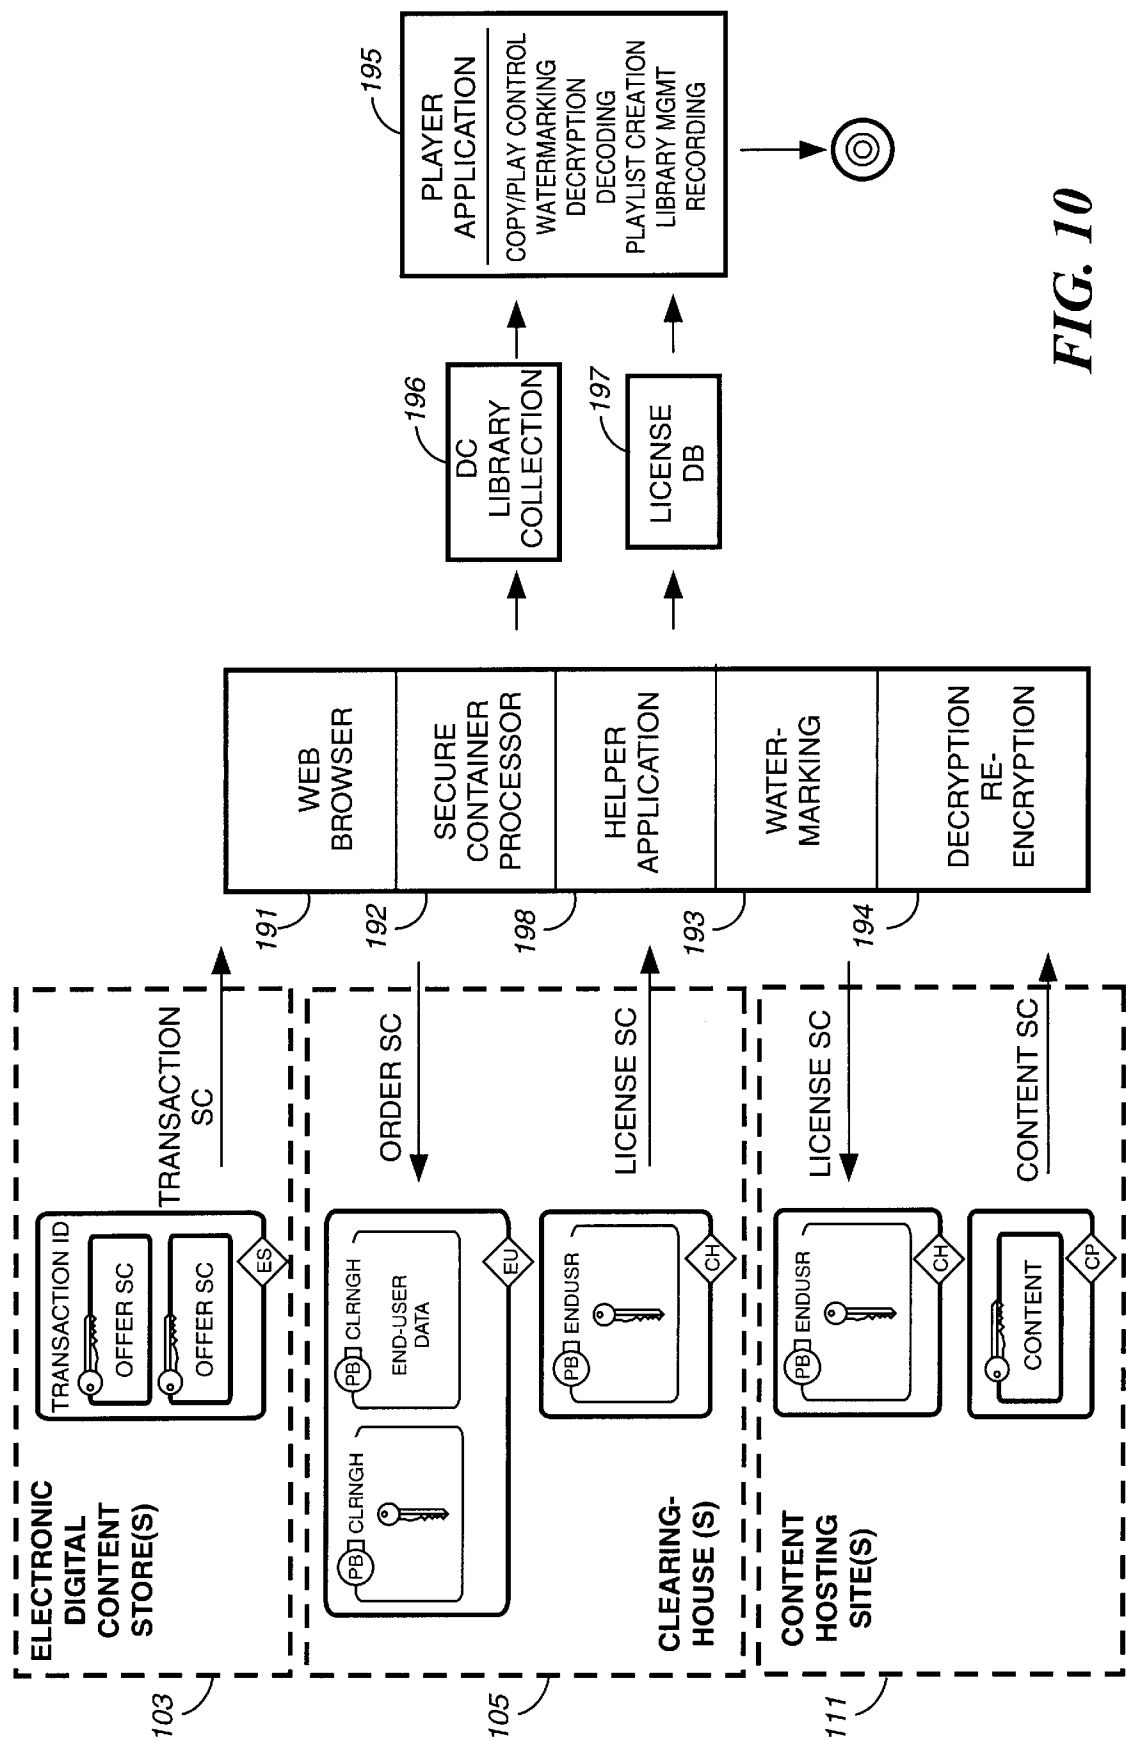 ELECTRONIC
DIGITAL
CONTENT
STORE(S)
103
TRANSACTION ID
OFFER SC
OFFER SC
ES
TRANSACTION
SC
CLEARING-
HOUSE (S)
105
PB
CLRNGH
PB
CLRNGH
END-USER
DATA
EU
ORDER SC
PB
ENDUSR
CH
LICENSE SC
CONTENT
HOSTING
SITE(S)
111
PB
ENDUSR
CH
LICENSE SC
CONTENT
CP
CONTENT SC
191
WEB
BROWSER
192
SECURE
CONTAINER
PROCESSOR
198
HELPER
APPLICATION
193
WATER-
MARKING
194
DECRYPTION
RE-
ENCRYPTION
196
DC
LIBRARY
COLLECTION
197
LICENSE
DB
195
PLAYER
APPLICATION
COPY/PLAY CONTROL
WATERMARKING
DECRYPTION
DECODING
PLAYLIST CREATION
LIBRARY MGMT
RECORDING
FIG. 10